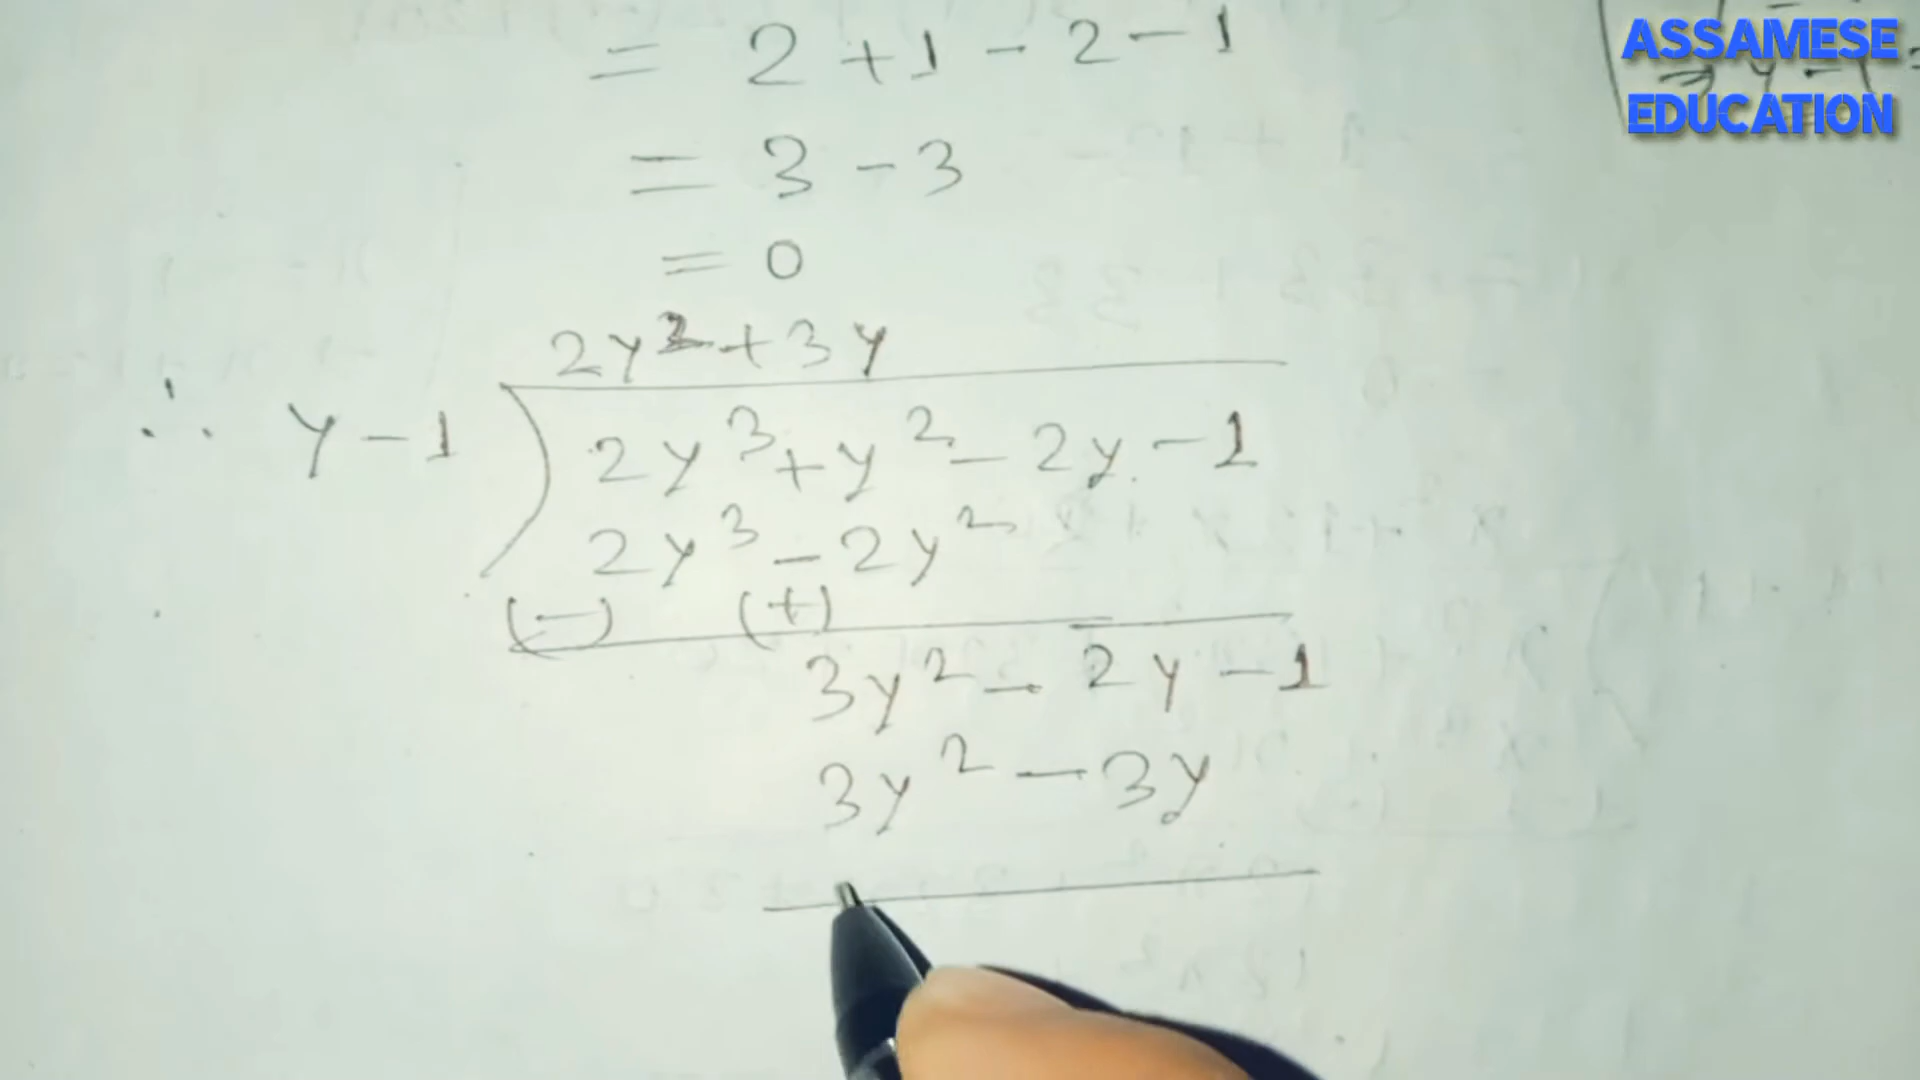 = 2 + 1 - 2 - 1
= 3 - 3
= 0
2y² + 3y
∴ y - 1 ) 2y³ + y² - 2y - 1
2y³ - 2y²
(-) (+)
3y² - 2y - 1
3y² - 3y
ASSAMESE
EDUCATION